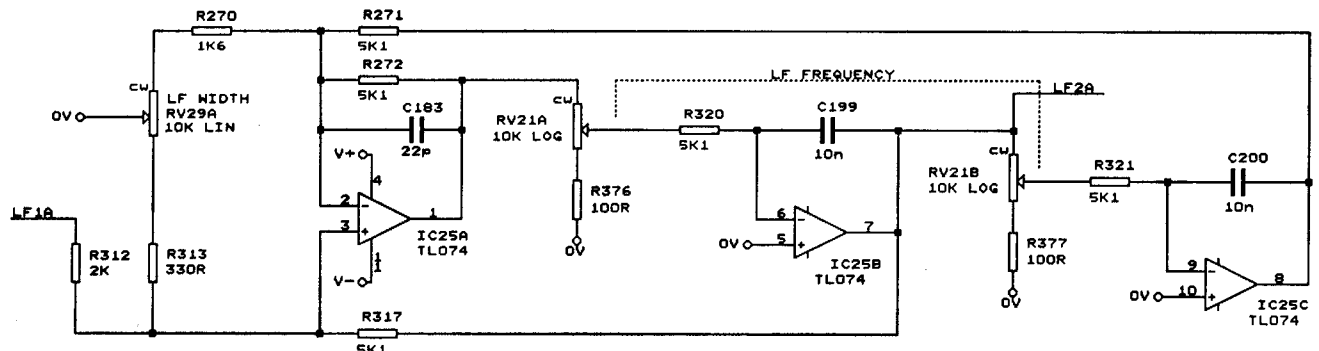 R270
1K6
R271
5K1
R272
5K1
C183
22p
CW
LF WIDTH
RV29A
10K LIN
0V
V+
4
2
3
1
11
V-
IC25A
TL074
LF1A
R312
2K
R313
330R
R317
5K1
LF FREQUENCY
CW
RV21A
10K LOG
R376
100R
0V
R320
5K1
C199
10n
6
5
7
0V
IC25B
TL074
LF2A
CW
RV21B
10K LOG
R377
100R
0V
R321
5K1
C200
10n
9
10
8
0V
IC25C
TL074